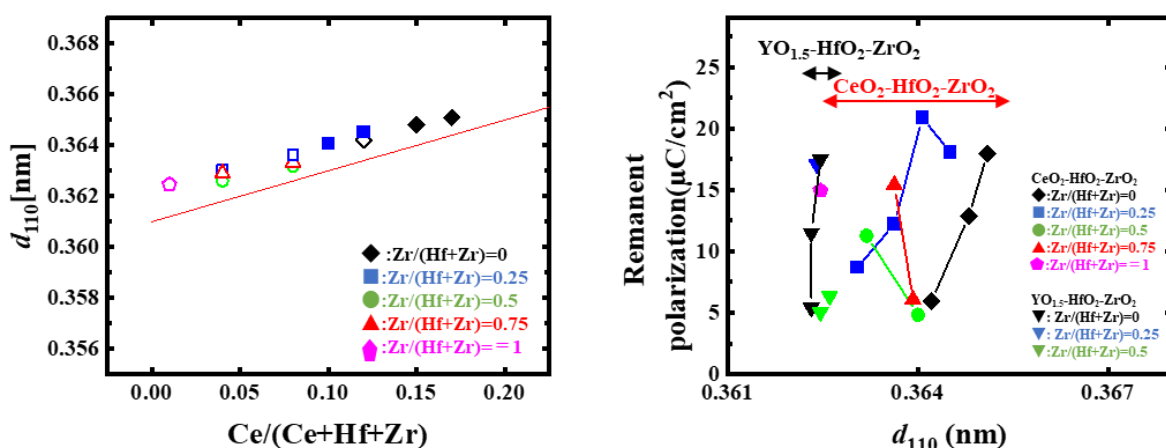 d110[nm]
0.368
0.366
0.364
0.362
0.360
0.358
0.356
◆:Zr/(Hf+Zr)=0
■:Zr/(Hf+Zr)=0.25
●:Zr/(Hf+Zr)=0.5
▲:Zr/(Hf+Zr)=0.75
⬟:Zr/(Hf+Zr)=＝1
0.00 0.05 0.10 0.15 0.20
Ce/(Ce+Hf+Zr)
Remanent
polarization(μC/cm2)
YO1.5-HfO2-ZrO2
CeO2-HfO2-ZrO2
25
20
15
10
5
0
CeO2-HfO2-ZrO2
◆:Zr/(Hf+Zr)=0
■:Zr/(Hf+Zr)=0.25
●:Zr/(Hf+Zr)=0.5
▲:Zr/(Hf+Zr)=0.75
⬟:Zr/(Hf+Zr)=＝1
YO1.5-HfO2-ZrO2
▼: Zr/(Hf+Zr)=0
▼: Zr/(Hf+Zr)=0.25
▼:Zr/(Hf+Zr)=0.5
0.361 0.364 0.367
d110 (nm)